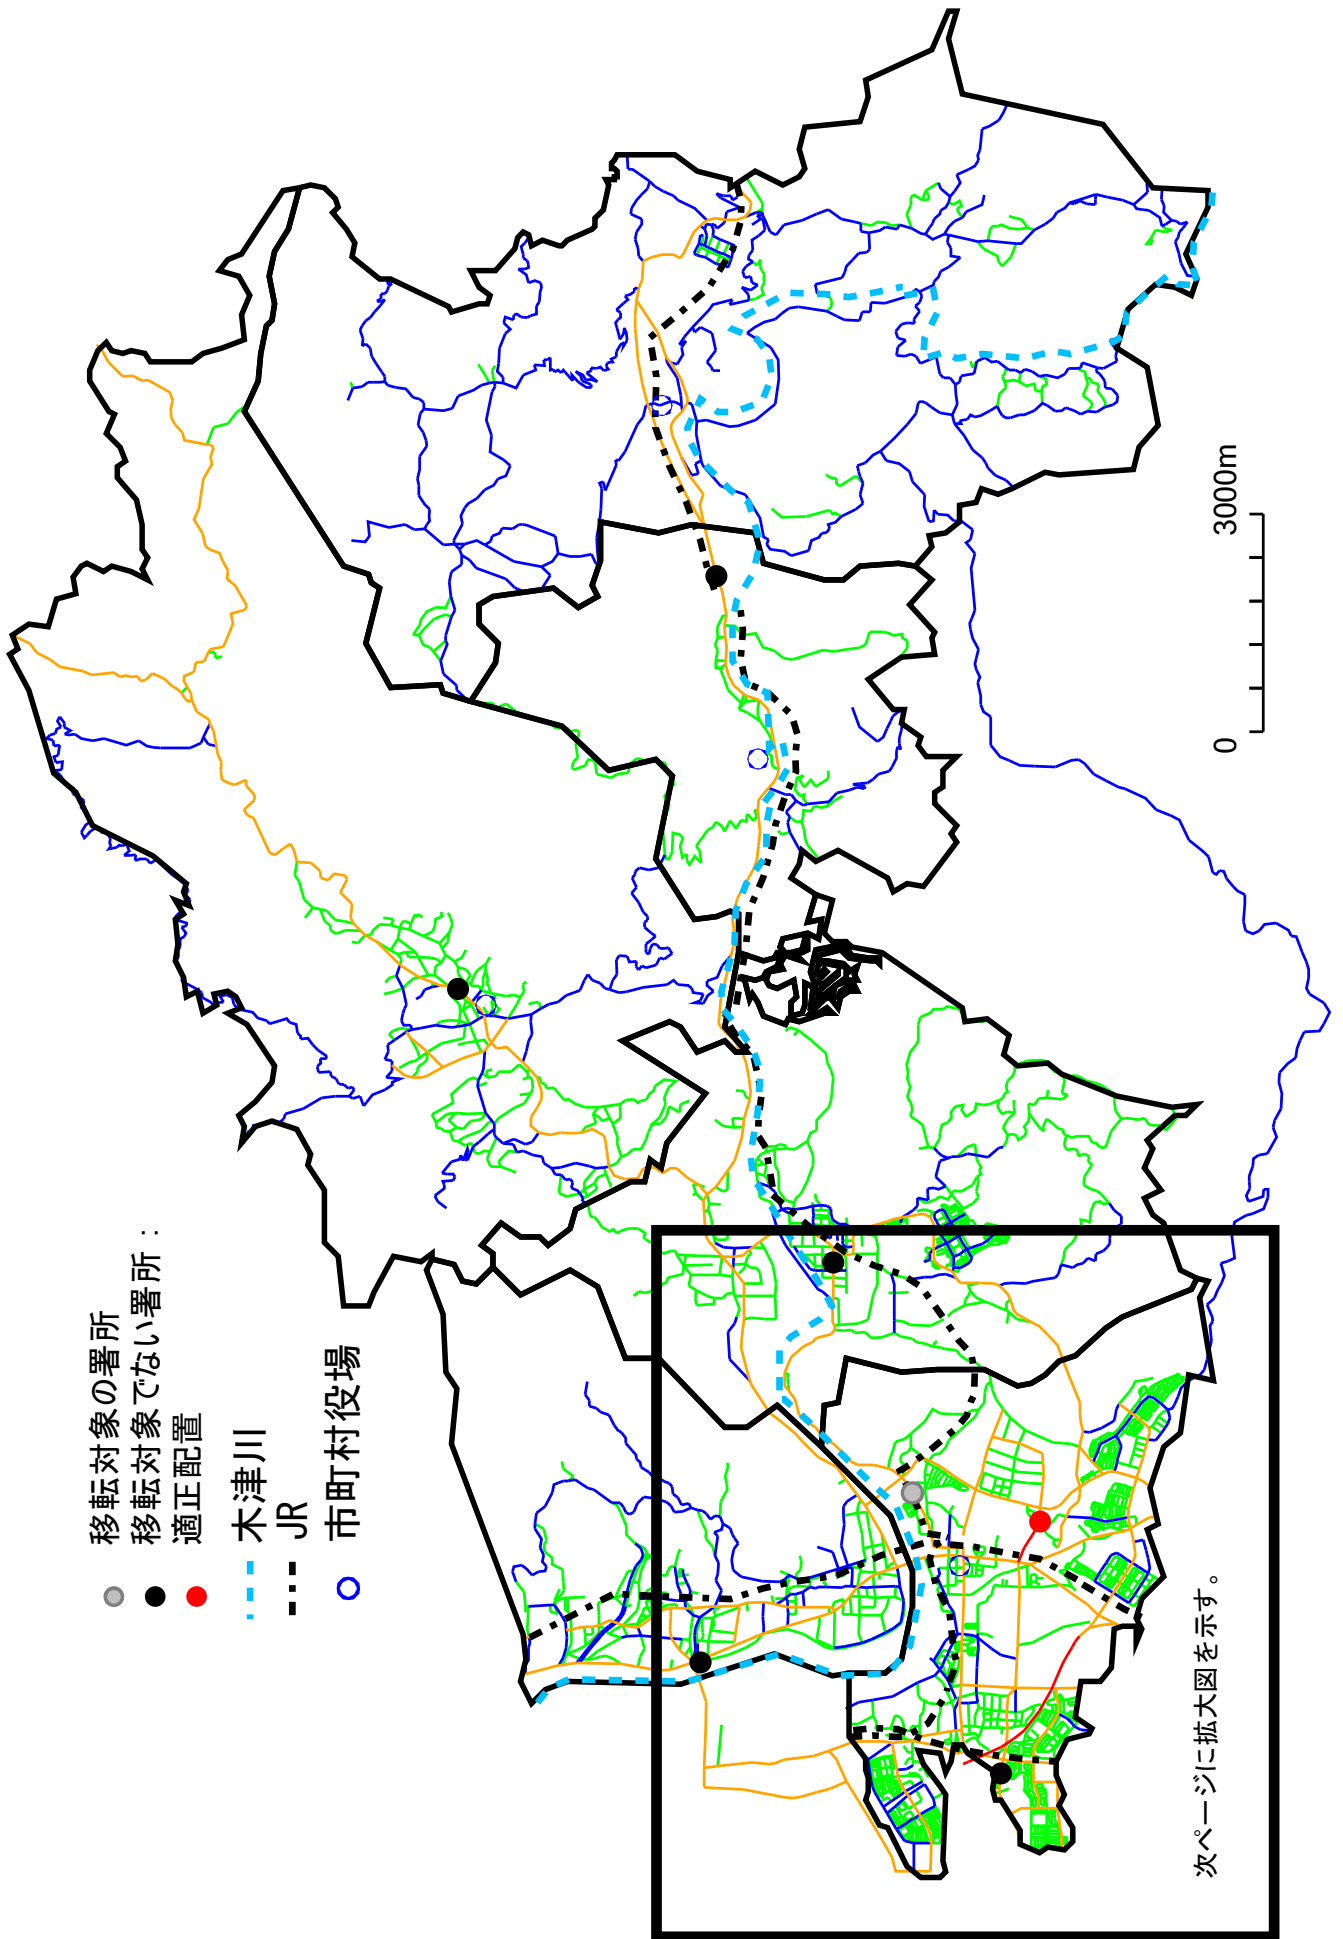 移転対象の署所
移転対象でない署所：
適正配置
木津川
JR
市町村役場
0 3000m
次ページに拡大図を示す。